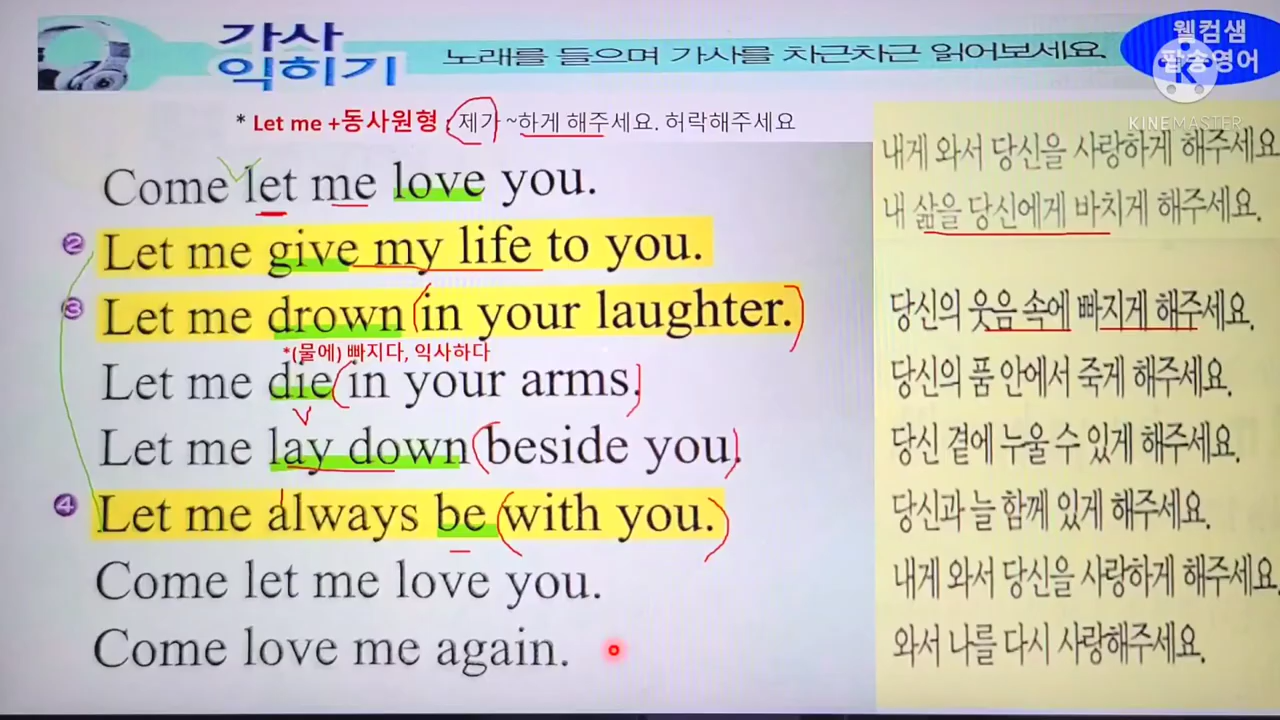 가사
익히기
노래를 들으며 가사를 차근차근 읽어보세요.
웰컴샘
팝송영어
KINEMASTER
* Let me +동사원형 : 제가 ~하게 해주세요. 허락해주세요
Come let me love you.
내게 와서 당신을 사랑하게 해주세요
② Let me give my life to you.
내 삶을 당신에게 바치게 해주세요.
③ Let me drown in your laughter.
당신의 웃음 속에 빠지게 해주세요.
*(물에) 빠지다, 익사하다
Let me die in your arms.
당신의 품 안에서 죽게 해주세요.
Let me lay down beside you.
당신 곁에 누울 수 있게 해주세요.
④ Let me always be with you.
당신과 늘 함께 있게 해주세요.
Come let me love you.
내게 와서 당신을 사랑하게 해주세요.
Come love me again.
와서 나를 다시 사랑해주세요.